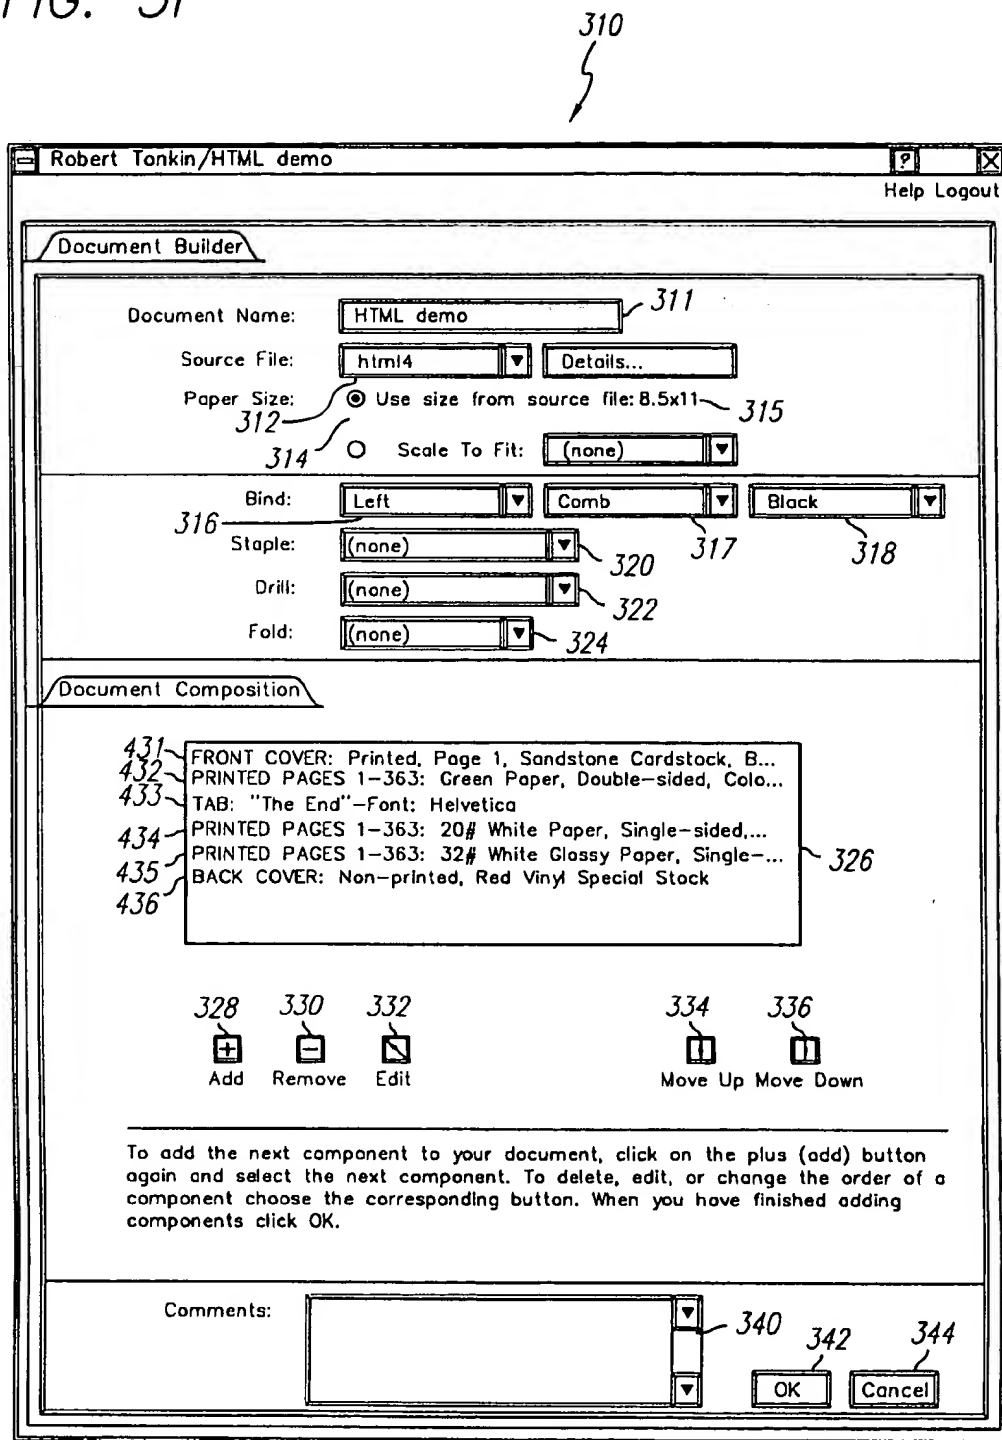 FIG. 31
310
Robert Tonkin/HTML demo ?
Help Logout
Document Builder
Document Name: HTML demo 311
Source File: html4 Details...
Paper Size: Use size from source file: 8.5x11 315
312
314 Scale To Fit: (none)
Bind: Left Comb Black
316 317 318
Staple: (none) 320
Drill: (none) 322
Fold: (none) 324
Document Composition
431 FRONT COVER: Printed, Page 1, Sandstone Cardstock, B...
432 PRINTED PAGES 1-363: Green Paper, Double-sided, Colo...
433 TAB: "The End"-Font: Helvetica
434 PRINTED PAGES 1-363: 20# White Paper, Single-sided,...
435 PRINTED PAGES 1-363: 32# White Glossy Paper, Single-... 326
436 BACK COVER: Non-printed, Red Vinyl Special Stock
328 330 332 334 336
Add Remove Edit Move Up Move Down
To add the next component to your document, click on the plus (add) button
again and select the next component. To delete, edit, or change the order of a
component choose the corresponding button. When you have finished adding
components click OK.
Comments: 340 342 344
OK Cancel